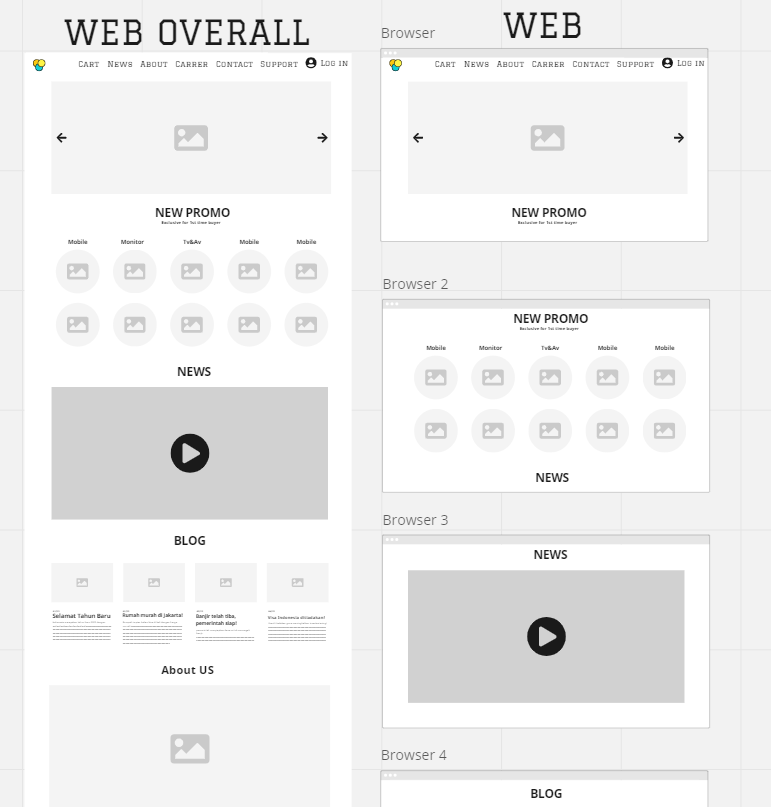 WEB OVERALL
Cart News About Carrer Contact Support Log in
NEW PROMO
Exclusive for 1st time buyer
Mobile Monitor Tv&Av Mobile Mobile
NEWS
BLOG
Selamat Tahun Baru
Rumah murah di Jakarta!
Banjir telah tiba,
pemerintah siap!
Visa Indonesia ditiadakan!
About US
WEB
Browser
Cart News About Carrer Contact Support Log in
NEW PROMO
Exclusive for 1st time buyer
Browser 2
NEW PROMO
Exclusive for 1st time buyer
Mobile Monitor Tv&Av Mobile Mobile
NEWS
Browser 3
NEWS
Browser 4
BLOG